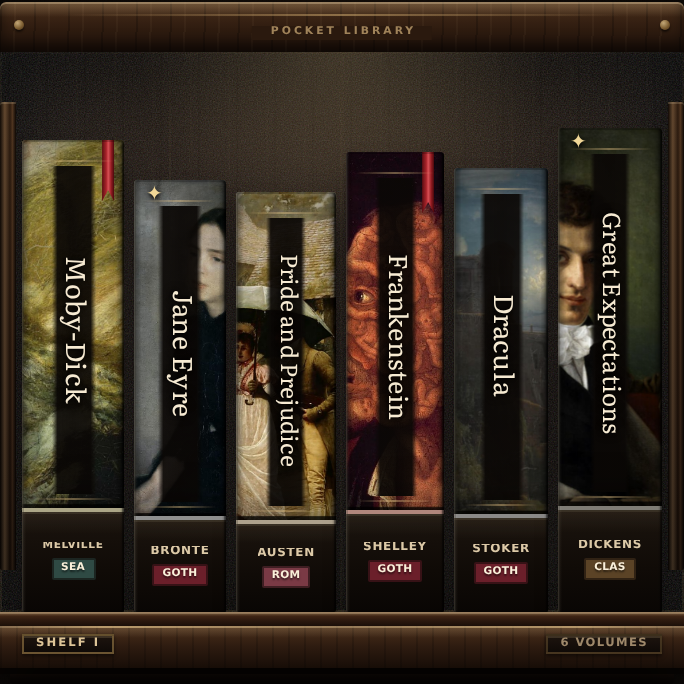 POCKET LIBRARY
Moby-Dick
MELVILLE
SEA
Jane Eyre
BRONTE
GOTH
Pride and Prejudice
AUSTEN
ROM
Frankenstein
SHELLEY
GOTH
Dracula
STOKER
GOTH
Great Expectations
DICKENS
CLAS
SHELF I
6 VOLUMES